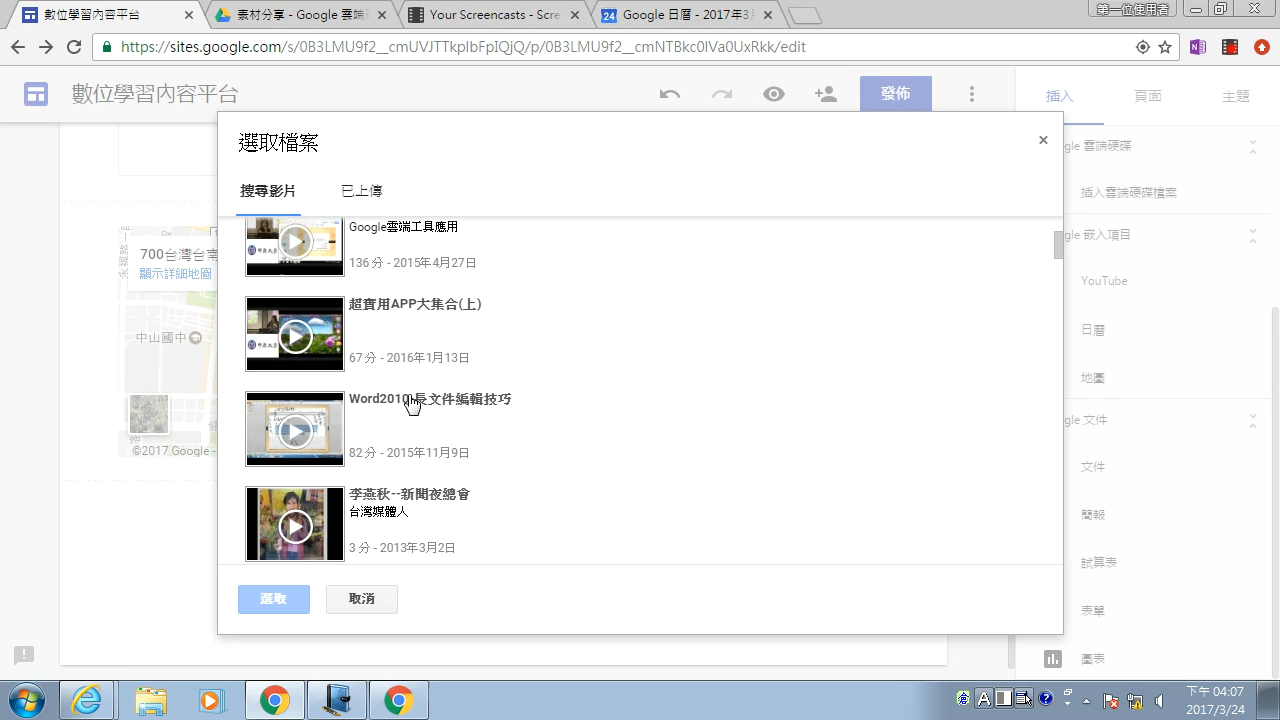 數位學習內容平台
素材分享 - Google 雲端
Your Screencasts - Scre
24
Google 日曆 - 2017年3
第一位使用者
https://sites.google.com/s/0B3LMU9f2__cmUVJTTkplbFpIQjQ/p/0B3LMU9f2__cmNTBkc0lVa0UxRkk/edit
數位學習內容平台
發佈
插入
頁面
主題
選取檔案
搜尋影片
已上傳
Google雲端工具應用
136 分 - 2015年4月27日
超實用APP大集合(上)
67 分 - 2016年1月13日
Word2010長文件編輯技巧
82 分 - 2015年11月9日
李燕秋--新聞夜總會
台灣媒體人
3 分 - 2013年3月2日
選取
取消
700台灣台南
顯示詳細地圖
中山國中
©2017 Google -
gle 雲端硬碟
插入雲端硬碟檔案
gle 嵌入項目
YouTube
日曆
地圖
gle 文件
文件
簡報
試算表
表單
圖表
下午 04:07
2017/3/24